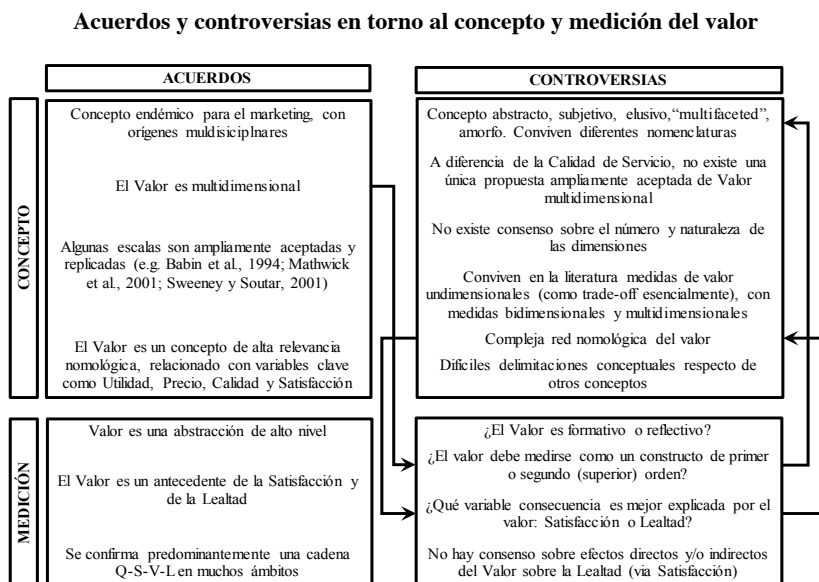 Acuerdos y controversias en torno al concepto y medición del valor
ACUERDOS
CONTROVERSIAS
CONCEPTO
Concepto endémico para el marketing, con
orígenes muldisiciplnares
El Valor es multidimensional
Algunas escalas son ampliamente aceptadas y
replicadas (e.g. Babin et al., 1994; Mathwick
et al., 2001; Sweeney y Soutar, 2001)
El Valor es un concepto de alta relevancia
nomológica, relacionado con variables clave
como Utilidad, Precio, Calidad y Satisfacción
Concepto abstracto, subjetivo, elusivo,“multifaceted”,
amorfo. Conviven diferentes nomenclaturas
A diferencia de la Calidad de Servicio, no existe una
única propuesta ampliamente aceptada de Valor
multidimensional
No existe consenso sobre el número y naturaleza de
las dimensiones
Conviven en la literatura medidas de valor
undimensionales (como trade-off esencialmente), con
medidas bidimensionales y multidimensionales
Compleja red nomológica del valor
Difíciles delimitaciones conceptuales respecto de
otros conceptos
MEDICIÓN
Valor es una abstracción de alto nivel
El Valor es un antecedente de la Satisfacción y
de la Lealtad
Se confirma predominantemente una cadena
Q-S-V-L en muchos ámbitos
¿El Valor es formativo o reflectivo?
¿El valor debe medirse como un constructo de primer
o segundo (superior) orden?
¿Qué variable consecuencia es mejor explicada por el
valor: Satisfacción o Lealtad?
No hay consenso sobre efectos directos y/o indirectos
del Valor sobre la Lealtad (via Satisfacción)